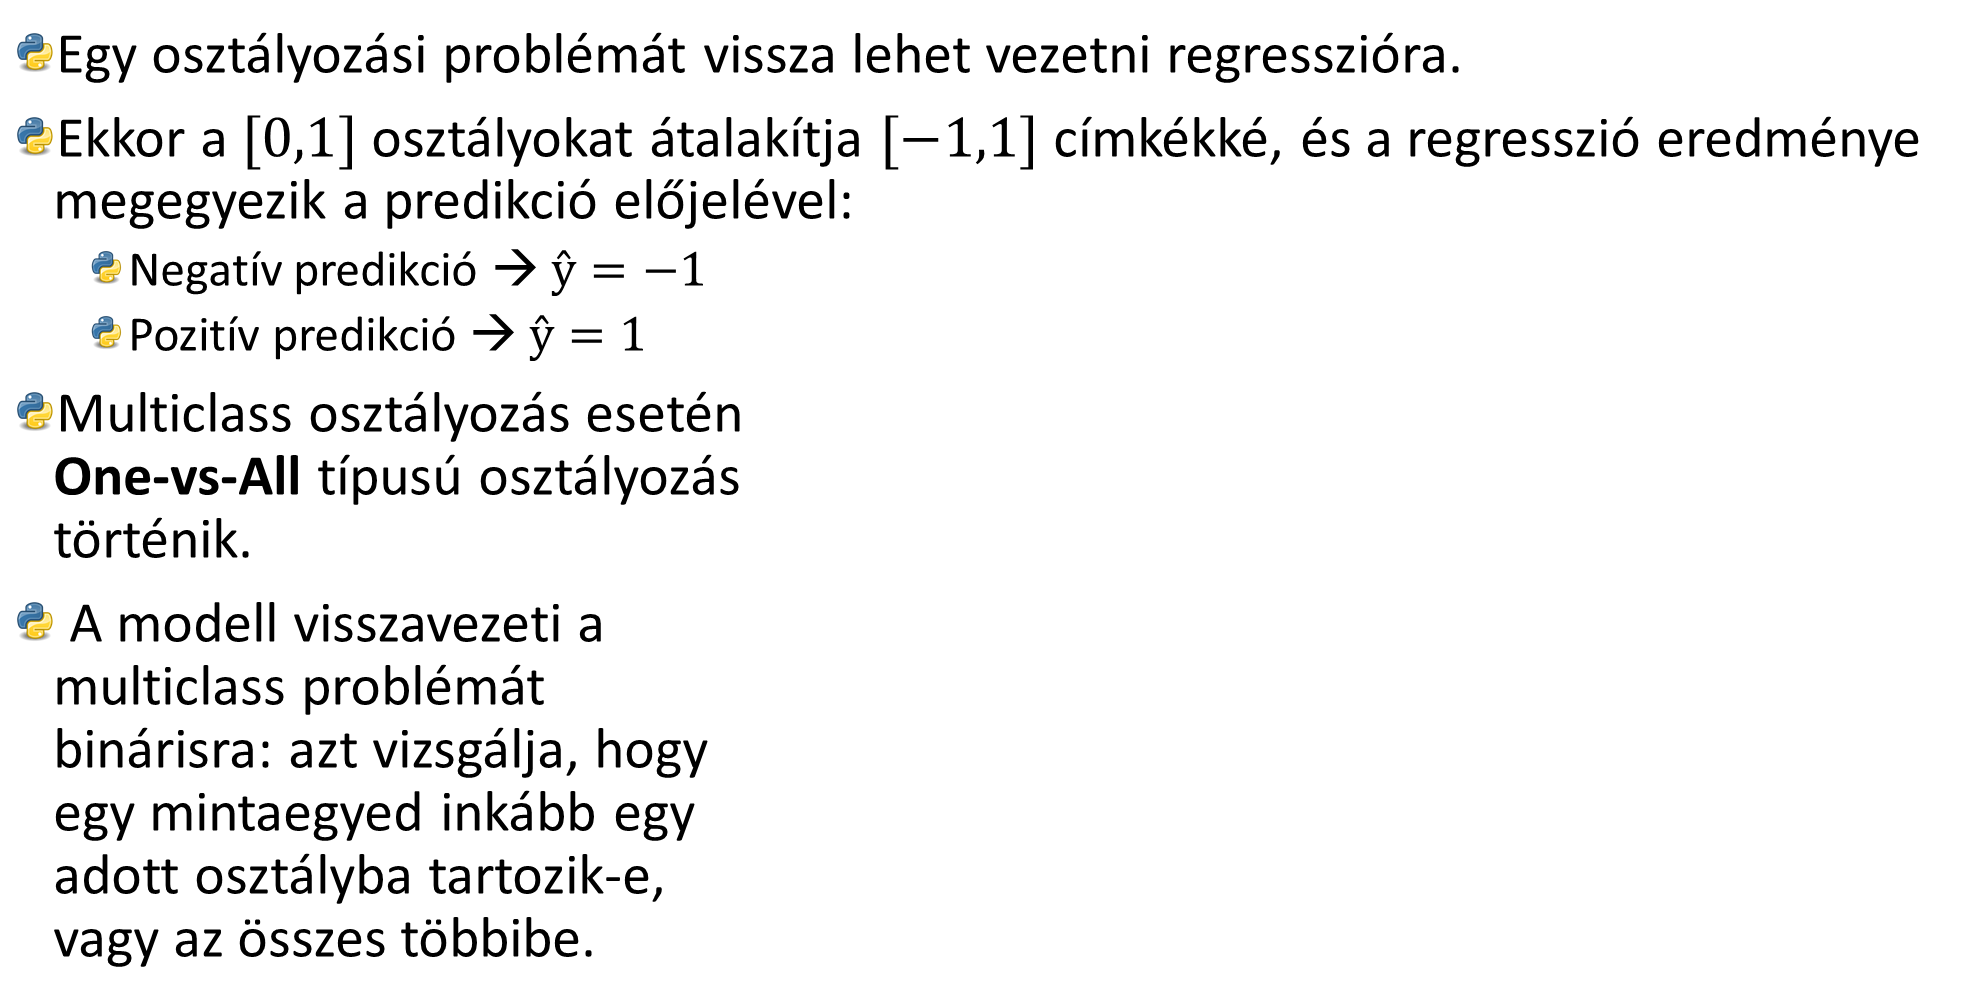 Egy osztályozási problémát vissza lehet vezetni regresszióra.
Ekkor a [0,1] osztályokat átalakítja [−1,1] címkékké, és a regresszió eredménye
megegyezik a predikció előjelével:
Negatív predikció → ŷ = −1
Pozitív predikció → ŷ = 1
Multiclass osztályozás esetén
One-vs-All típusú osztályozás
történik.
A modell visszavezeti a
multiclass problémát
binárisra: azt vizsgálja, hogy
egy mintaegyed inkább egy
adott osztályba tartozik-e,
vagy az összes többibe.